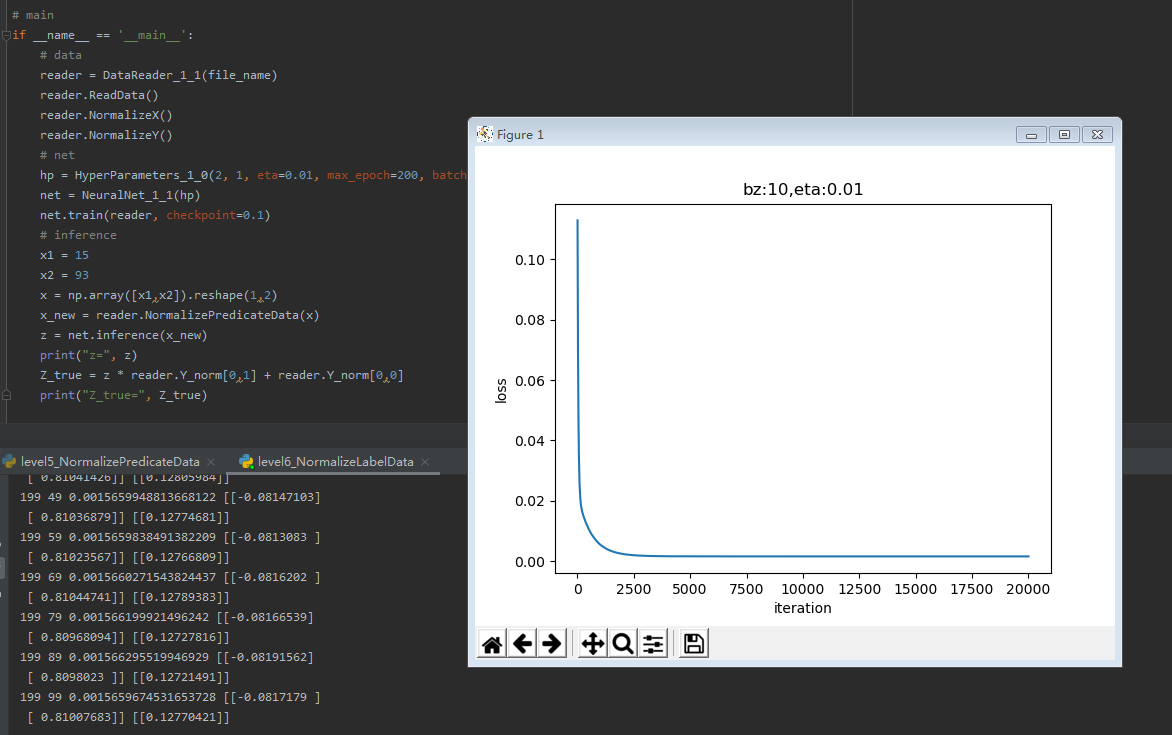 # main
if __name__ == '__main__':
# data
reader = DataReader_1_1(file_name)
reader.ReadData()
reader.NormalizeX()
reader.NormalizeY()
# net
hp = HyperParameters_1_0(2, 1, eta=0.01, max_epoch=200, batch
net = NeuralNet_1_1(hp)
net.train(reader, checkpoint=0.1)
# inference
x1 = 15
x2 = 93
x = np.array([x1,x2]).reshape(1,2)
x_new = reader.NormalizePredicateData(x)
z = net.inference(x_new)
print("z=", z)
Z_true = z * reader.Y_norm[0,1] + reader.Y_norm[0,0]
print("Z_true=", Z_true)
Figure 1
bz:10,eta:0.01
loss
0.10
0.08
0.06
0.04
0.02
0.00
0 2500 5000 7500 10000 12500 15000 17500 20000
iteration
level5_NormalizePredicateData level6_NormalizeLabelData
[ 0.81041426]] [[0.12805984]]
199 49 0.0015659948813668122 [[-0.08147103]
[ 0.81036879]] [[0.12774681]]
199 59 0.0015659838491382209 [[-0.0813083 ]
[ 0.81023567]] [[0.12766809]]
199 69 0.0015660271543824437 [[-0.0816202 ]
[ 0.81044741]] [[0.12789383]]
199 79 0.001566199921496242 [[-0.08166539]
[ 0.80968094]] [[0.12727816]]
199 89 0.001566295519946929 [[-0.08191562]
[ 0.8098023 ]] [[0.12721491]]
199 99 0.0015659674531653728 [[-0.0817179 ]
[ 0.81007683]] [[0.12770421]]